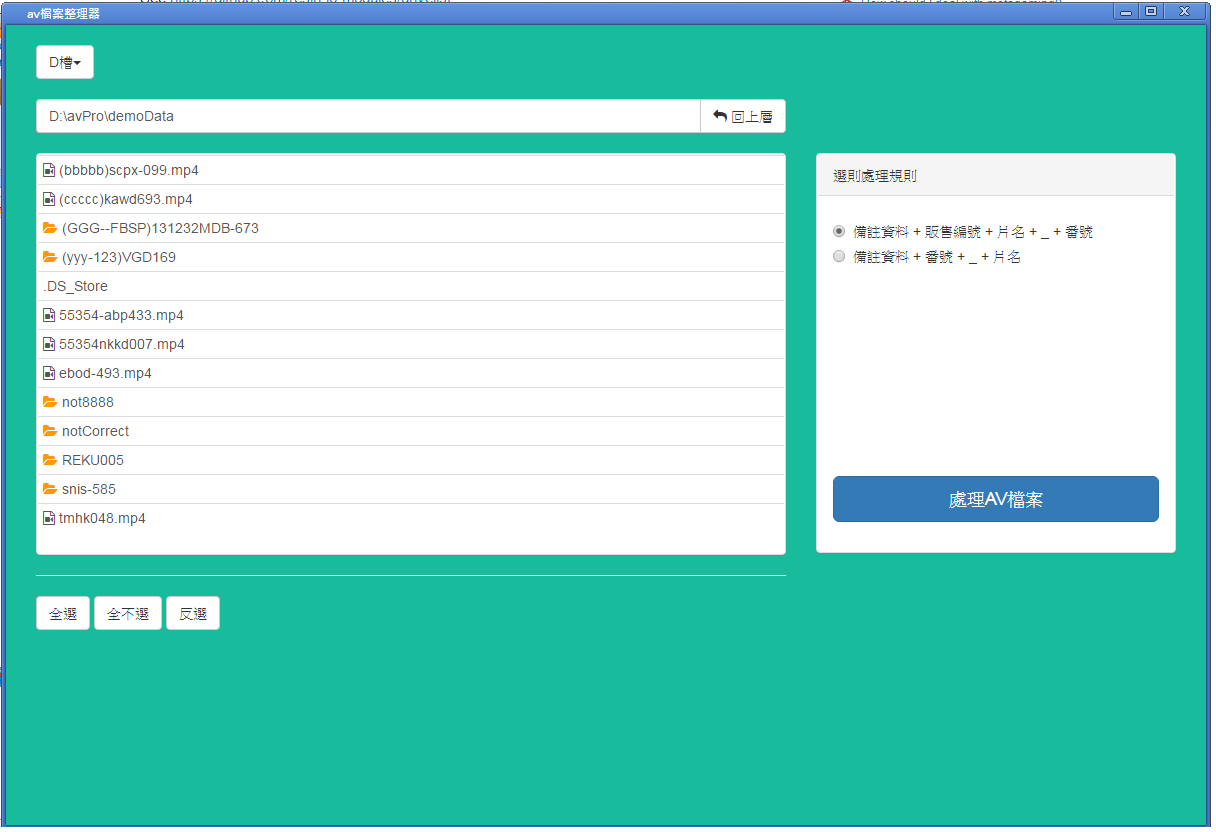 av檔案整理器
D槽
D:\avPro\demoData
回上層
(bbbbb)scpx-099.mp4
(ccccc)kawd693.mp4
(GGG--FBSP)131232MDB-673
(yyy-123)VGD169
.DS_Store
55354-abp433.mp4
55354nkkd007.mp4
ebod-493.mp4
not8888
notCorrect
REKU005
snis-585
tmhk048.mp4
選則處理規則
備註資料 + 販售編號 + 片名 + _ + 番號
備註資料 + 番號 + _ + 片名
處理AV檔案
全選
全不選
反選